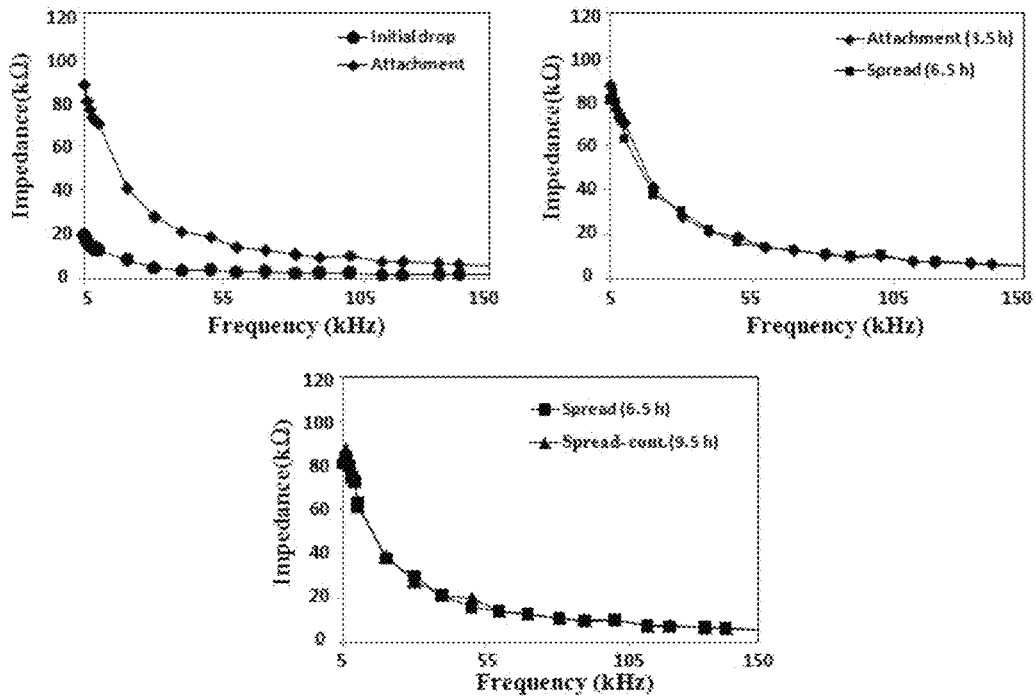 120
100
80
60
40
20
0
Impedance(kΩ)
Initial drop
Attachment
5
55
105
150
Frequency (kHz)
120
100
80
60
40
20
0
Impedance(kΩ)
Attachment (3.5 h)
Spread (6.5 h)
5
55
105
150
Frequency (kHz)
120
100
80
60
40
20
0
Impedance(kΩ)
Spread (6.5 h)
Spread-cont.(9.5 h)
5
55
105
150
Frequency (kHz)